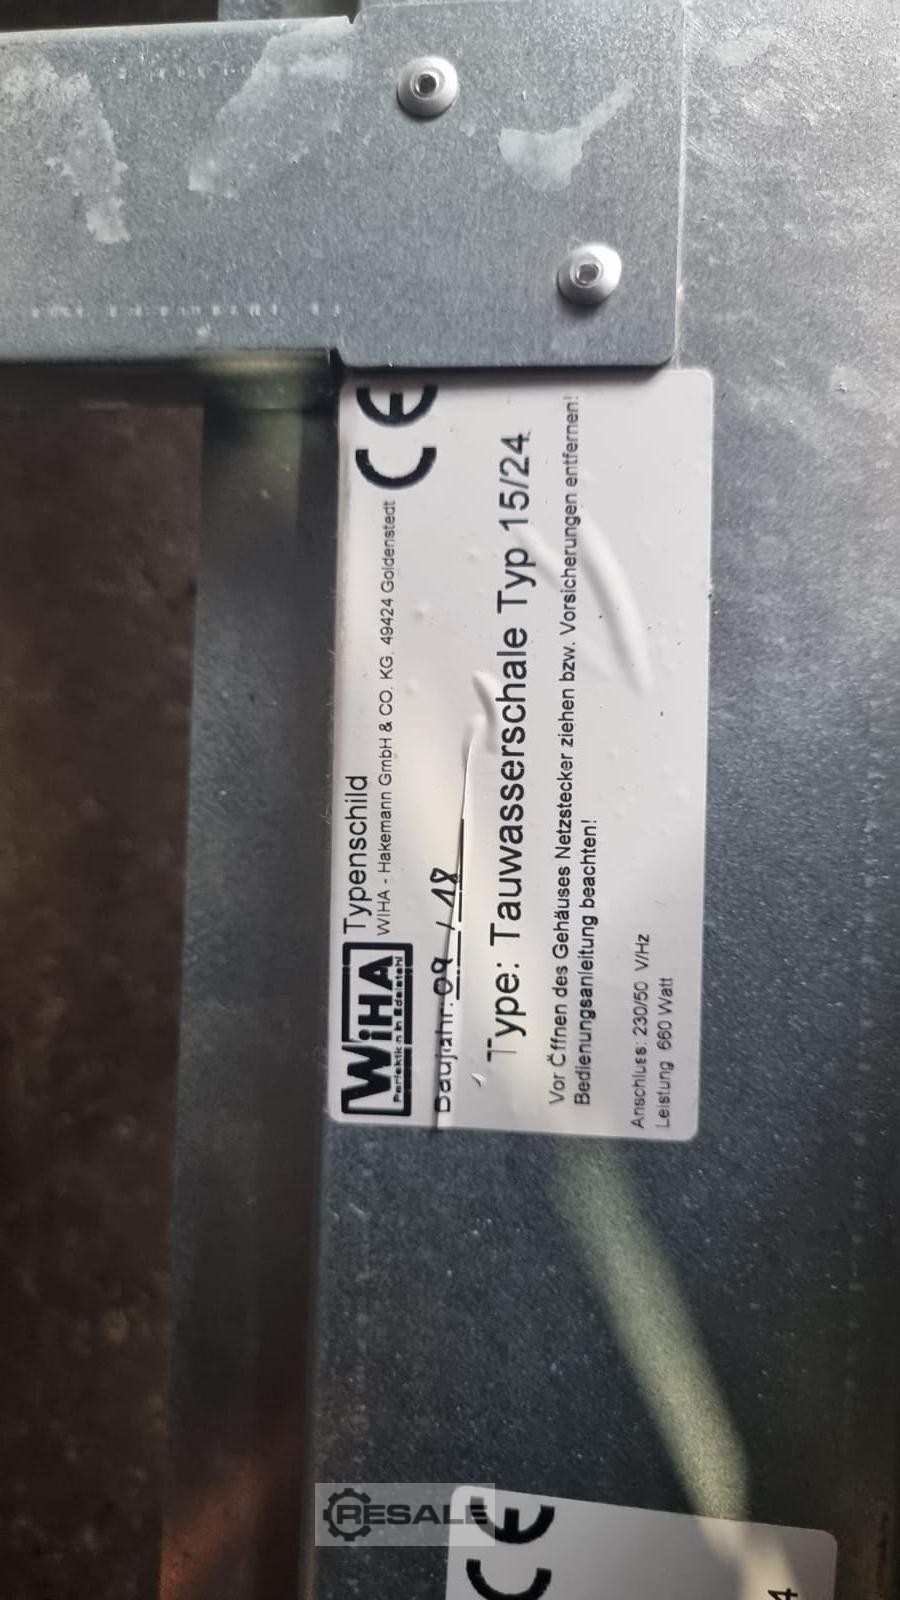 WiHA
Perfektion in Edelstahl
Typenschild
WIHA - Hakemann GmbH & CO. KG, 49424 Goldenstedt
CE
Baujahr: 09 / 18
Type: Tauwasserschale Typ 15/24
Vor Öffnen des Gehäuses Netzstecker ziehen bzw. Vorsicherungen entfernen!
Bedienungsanleitung beachten!
Anschluss: 230/50 V/Hz
Leistung 660 Watt
RESALE
CE
4